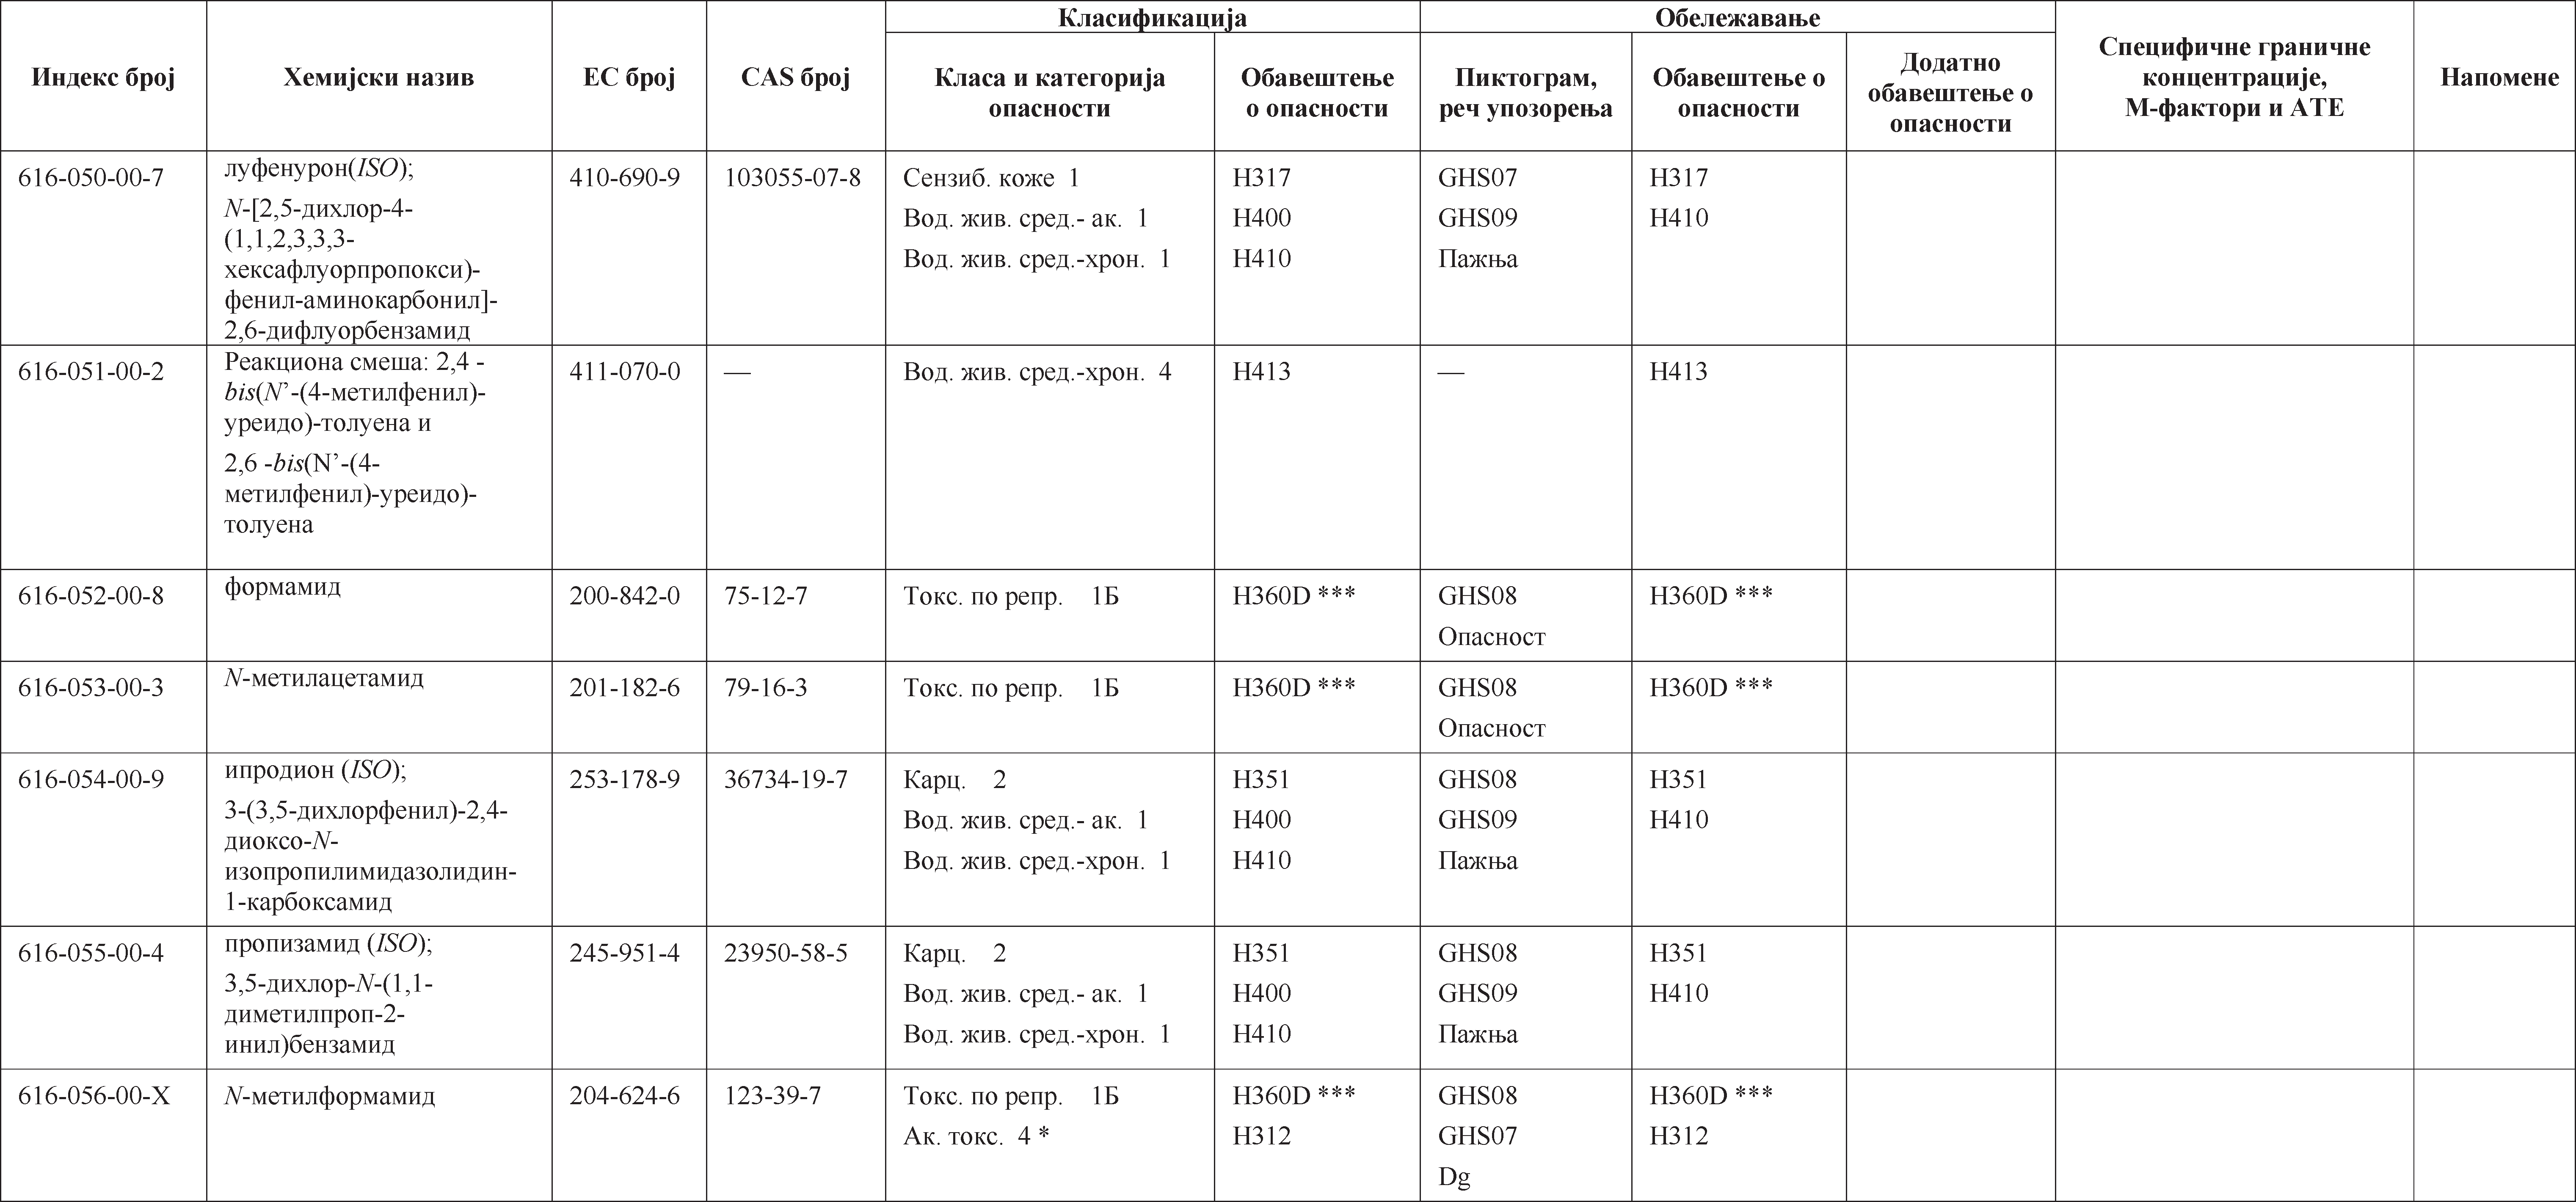 Индекс број
Хемијски назив
ЕС број
CAS број
Класификација
Класа и категорија
опасности
Обавештење
о опасности
Обележавање
Пиктограм,
реч упозорења
Обавештење о
опасности
Додатно
обавештење о
опасности
Специфичне граничне
концентрације,
М-фактори и АТЕ
Напомене
616-050-00-7
луфенурон(ISO);
N-[2,5-дихлор-4-
(1,1,2,3,3,3-
хексафлуорпропокси)-
фенил-аминокарбонил]-
2,6-дифлуорбензамид
410-690-9
103055-07-8
Сензиб. коже 1
Вод. жив. сред.- ак. 1
Вод. жив. сред.-хрон. 1
H317
H400
H410
GHS07
GHS09
Пажња
H317
H410
616-051-00-2
Реакциона смеша: 2,4 -
bis(N’-(4-метилфенил)-
уреидо)-толуена и
2,6 -bis(N’-(4-
метилфенил)-уреидо)-
толуена
411-070-0
—
Вод. жив. сред.-хрон. 4
H413
—
H413
616-052-00-8
формамид
200-842-0
75-12-7
Токс. по репр. 1Б
H360D ***
GHS08
Опасност
H360D ***
616-053-00-3
N-метилацетамид
201-182-6
79-16-3
Токс. по репр. 1Б
H360D ***
GHS08
Опасност
H360D ***
616-054-00-9
ипродион (ISO);
3-(3,5-дихлорфенил)-2,4-
диоксо-N-
изопропилимидазолидин-
1-карбоксамид
253-178-9
36734-19-7
Карц. 2
Вод. жив. сред.- ак. 1
Вод. жив. сред.-хрон. 1
H351
H400
H410
GHS08
GHS09
Пажња
H351
H410
616-055-00-4
пропизамид (ISO);
3,5-дихлор-N-(1,1-
диметилпроп-2-
инил)бензамид
245-951-4
23950-58-5
Карц. 2
Вод. жив. сред.- ак. 1
Вод. жив. сред.-хрон. 1
H351
H400
H410
GHS08
GHS09
Пажња
H351
H410
616-056-00-X
N-метилформамид
204-624-6
123-39-7
Токс. по репр. 1Б
Ак. токс. 4 *
H360D ***
H312
GHS08
GHS07
Dg
H360D ***
H312